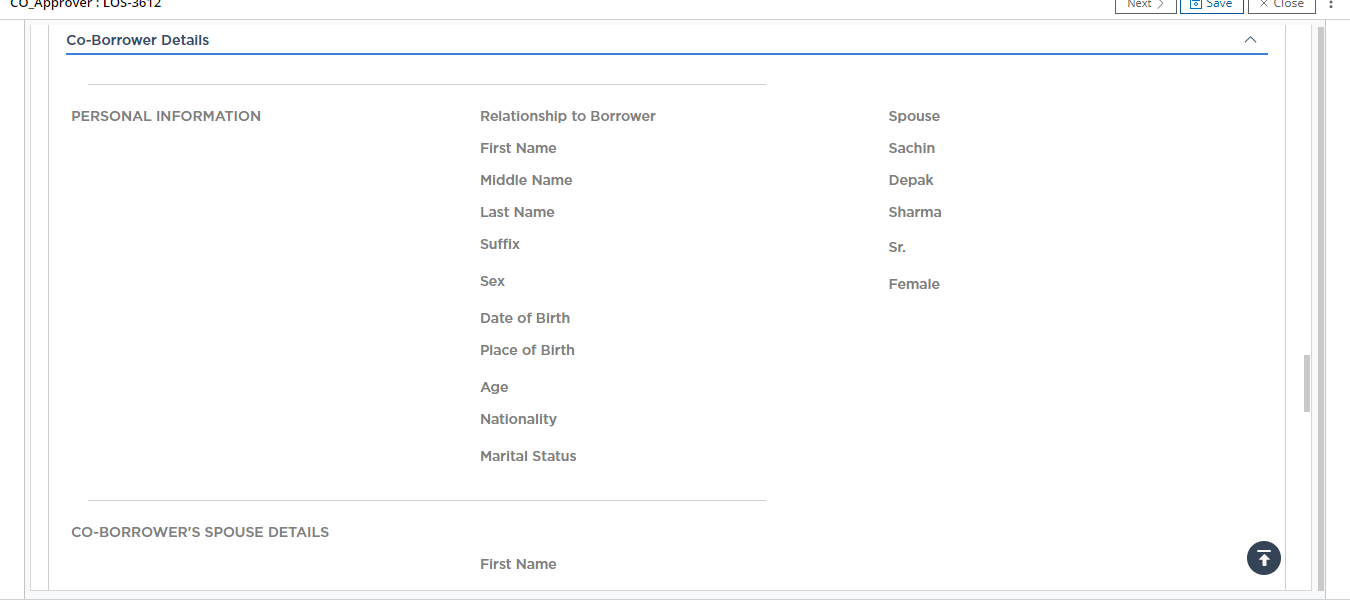 CO_Approver : LOS-3612
Next
Save
Close
Co-Borrower Details
PERSONAL INFORMATION
Relationship to Borrower
Spouse
First Name
Sachin
Middle Name
Depak
Last Name
Sharma
Suffix
Sr.
Sex
Female
Date of Birth
Place of Birth
Age
Nationality
Marital Status
CO-BORROWER'S SPOUSE DETAILS
First Name